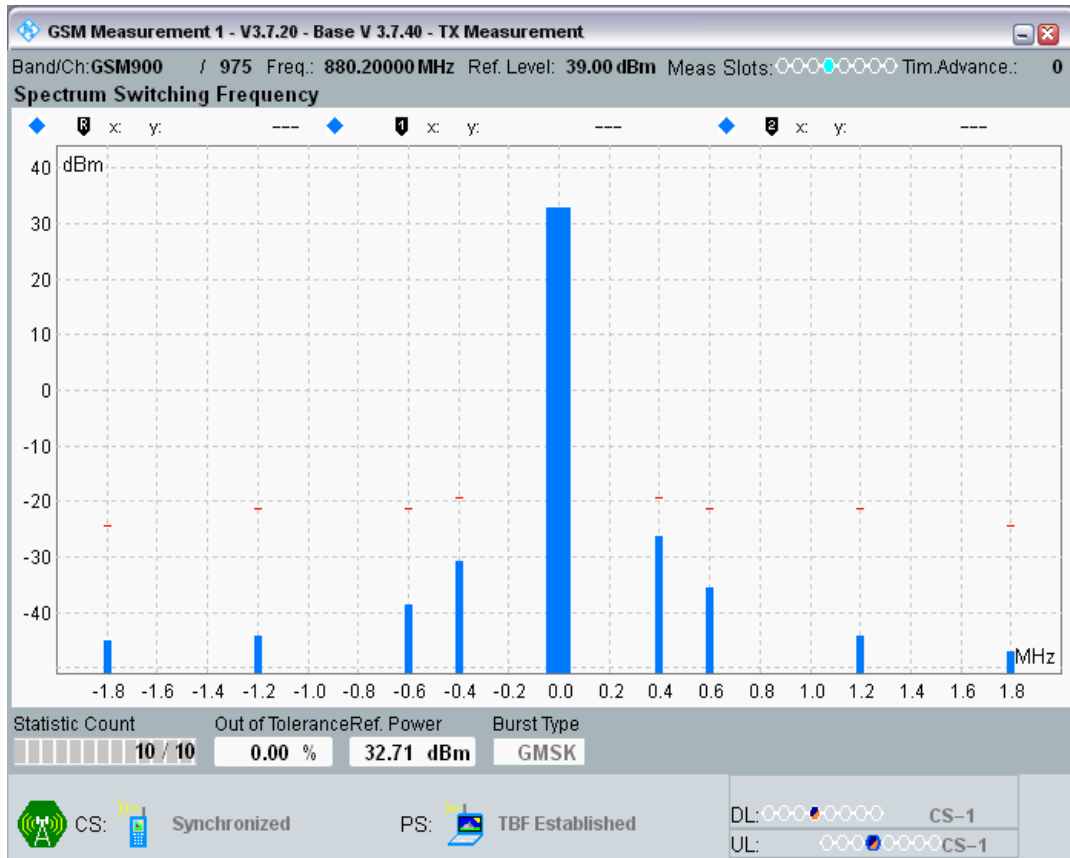 GSM Measurement 1 - V3.7.20 - Base V 3.7.40 - TX Measurement
Band/Ch:GSM900 / 975 Freq.: 880.20000 MHz Ref. Level: 39.00 dBm Meas Slots: Tim.Advance.: 0
Spectrum Switching Frequency
R x: y: --- 1 x: y: --- 2 x: y: ---
dBm
40
30
20
10
0
-10
-20
-30
-40
MHz
-1.8 -1.6 -1.4 -1.2 -1.0 -0.8 -0.6 -0.4 -0.2 0.0 0.2 0.4 0.6 0.8 1.0 1.2 1.4 1.6 1.8
Statistic Count Out of Tolerance Ref. Power Burst Type
10 / 10 0.00 % 32.71 dBm GMSK
CS: Synchronized PS: TBF Established
DL: CS-1
UL: CS-1